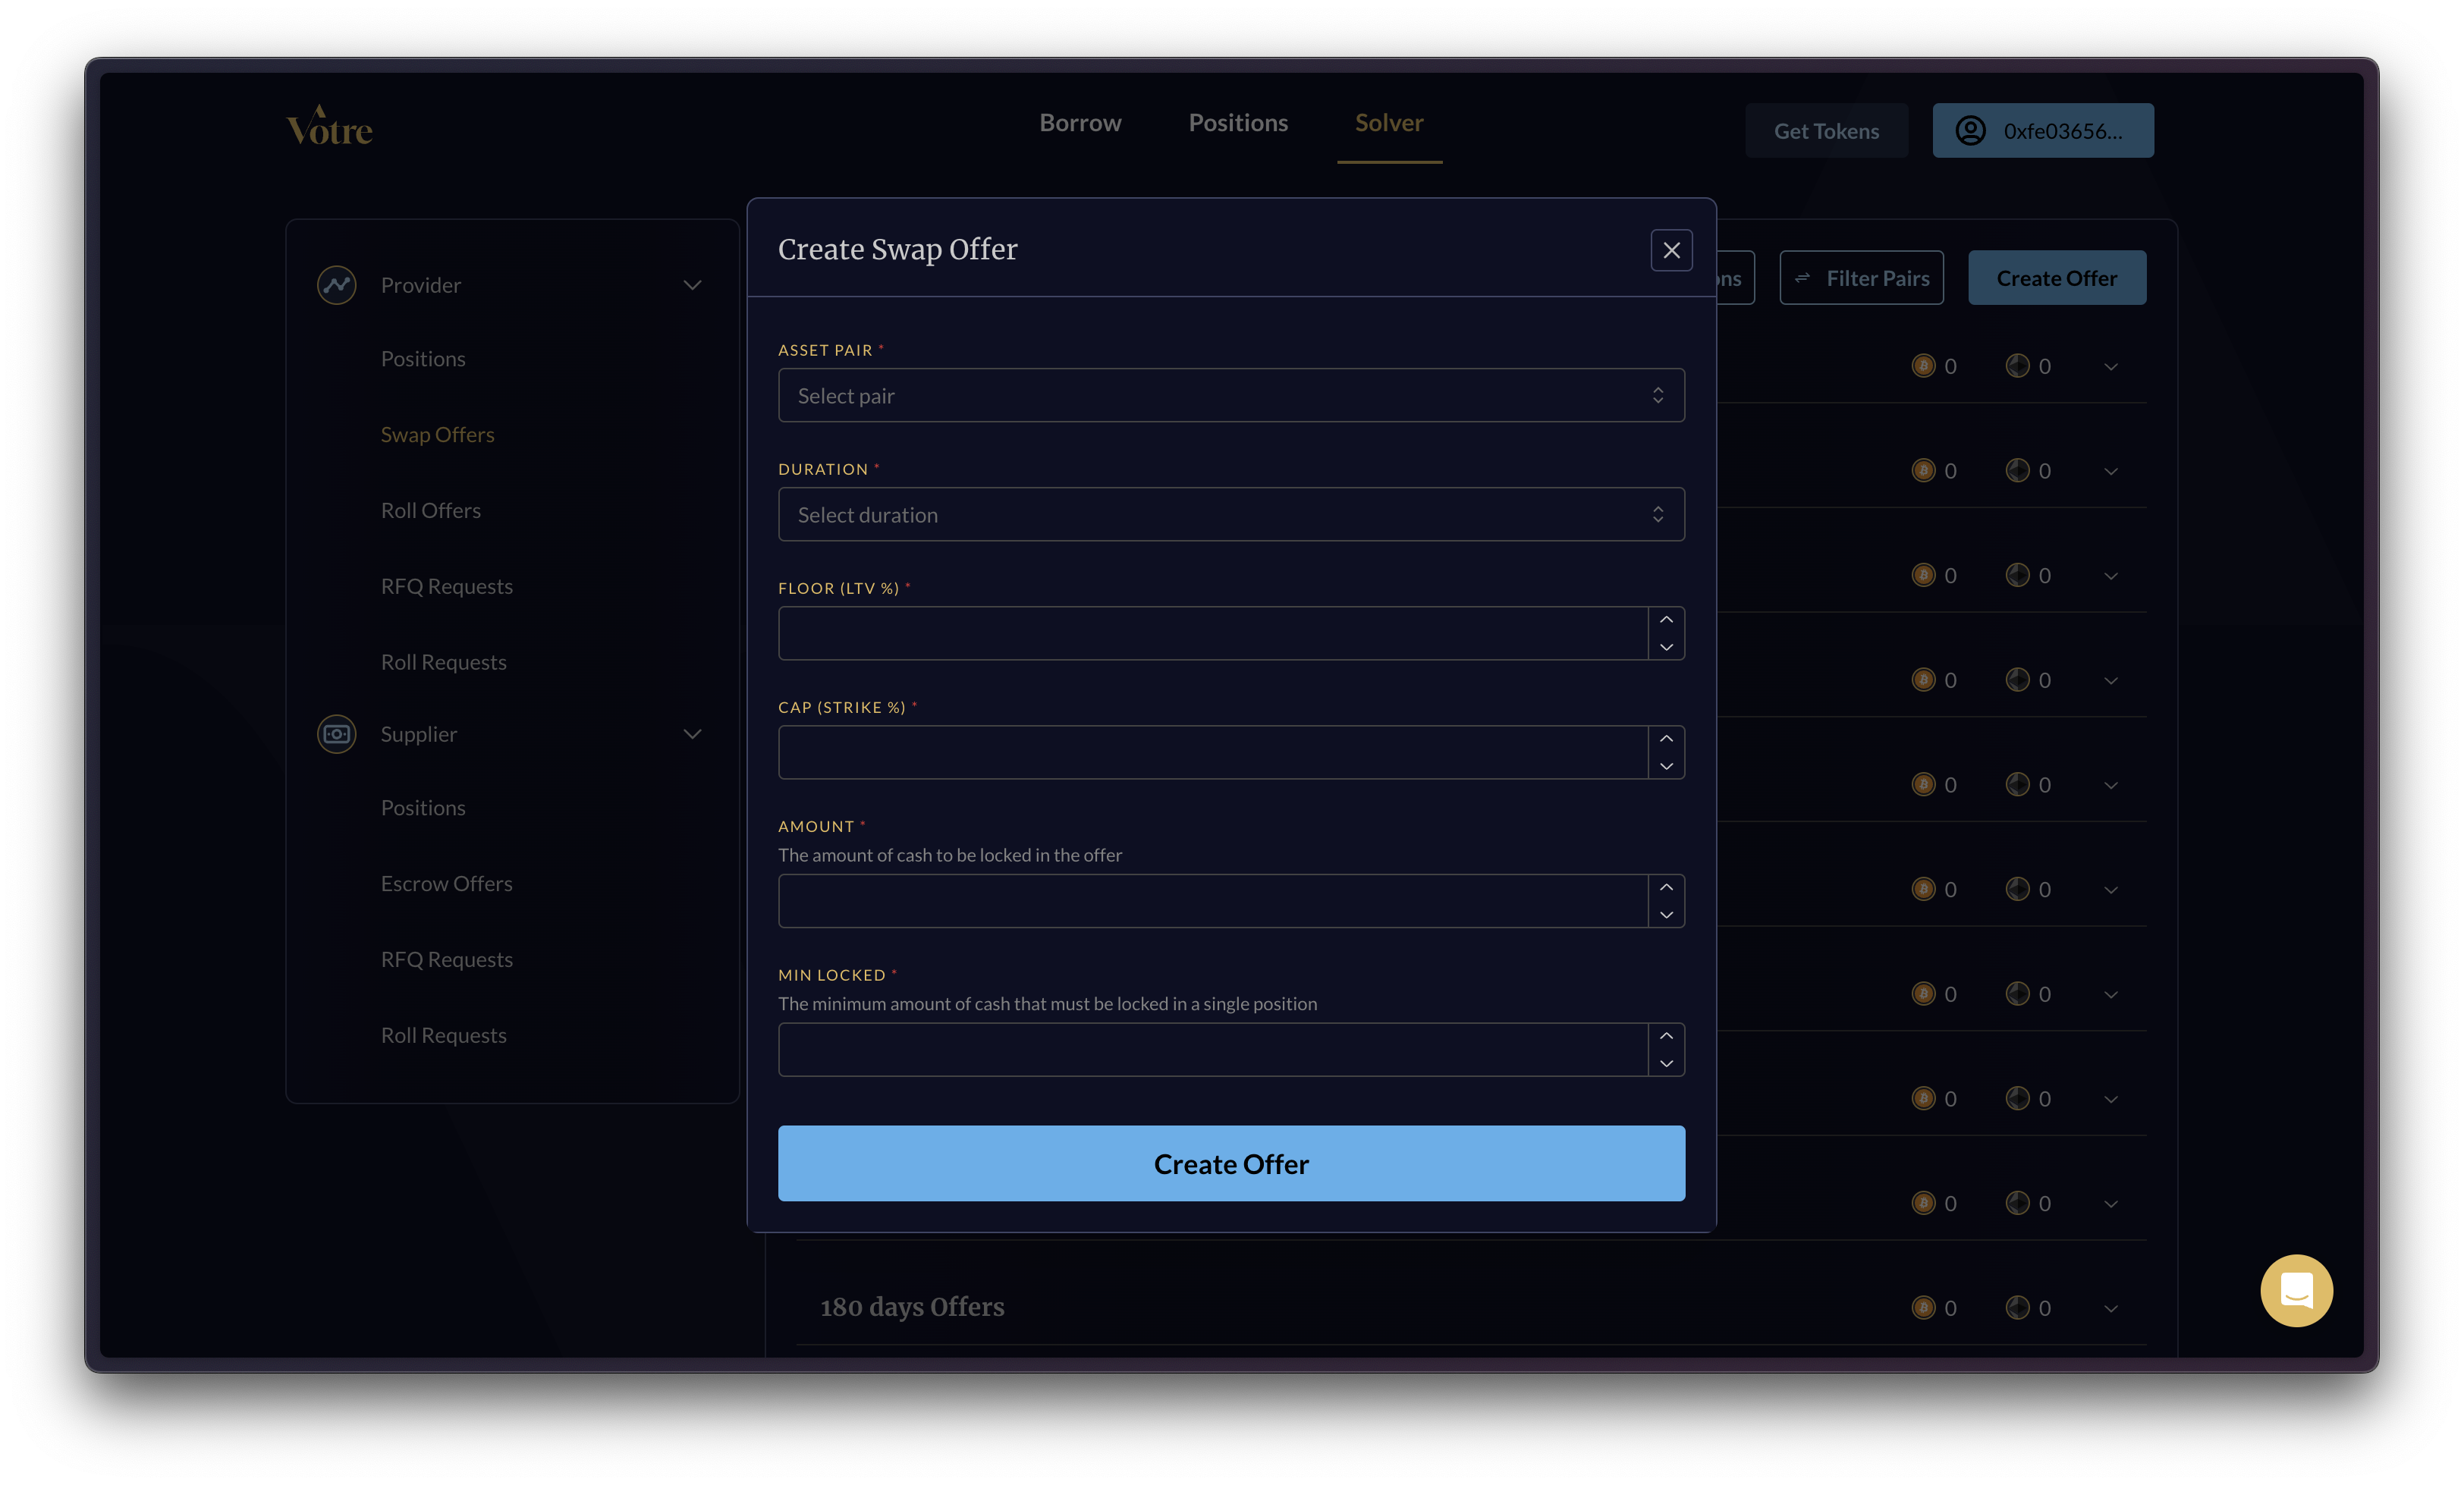 Votre
Borrow
Positions
Solver
Get Tokens
0xfe03656...
Provider
Positions
Swap Offers
Roll Offers
RFQ Requests
Roll Requests
Supplier
Positions
Escrow Offers
RFQ Requests
Roll Requests
Create Swap Offer
ASSET PAIR *
Select pair
DURATION *
Select duration
FLOOR (LTV %) *
CAP (STRIKE %) *
AMOUNT *
The amount of cash to be locked in the offer
MIN LOCKED *
The minimum amount of cash that must be locked in a single position
Create Offer
Filter Pairs
Create Offer
0 0
0 0
0 0
0 0
0 0
0 0
0 0
0 0
0 0
180 days Offers 0 0